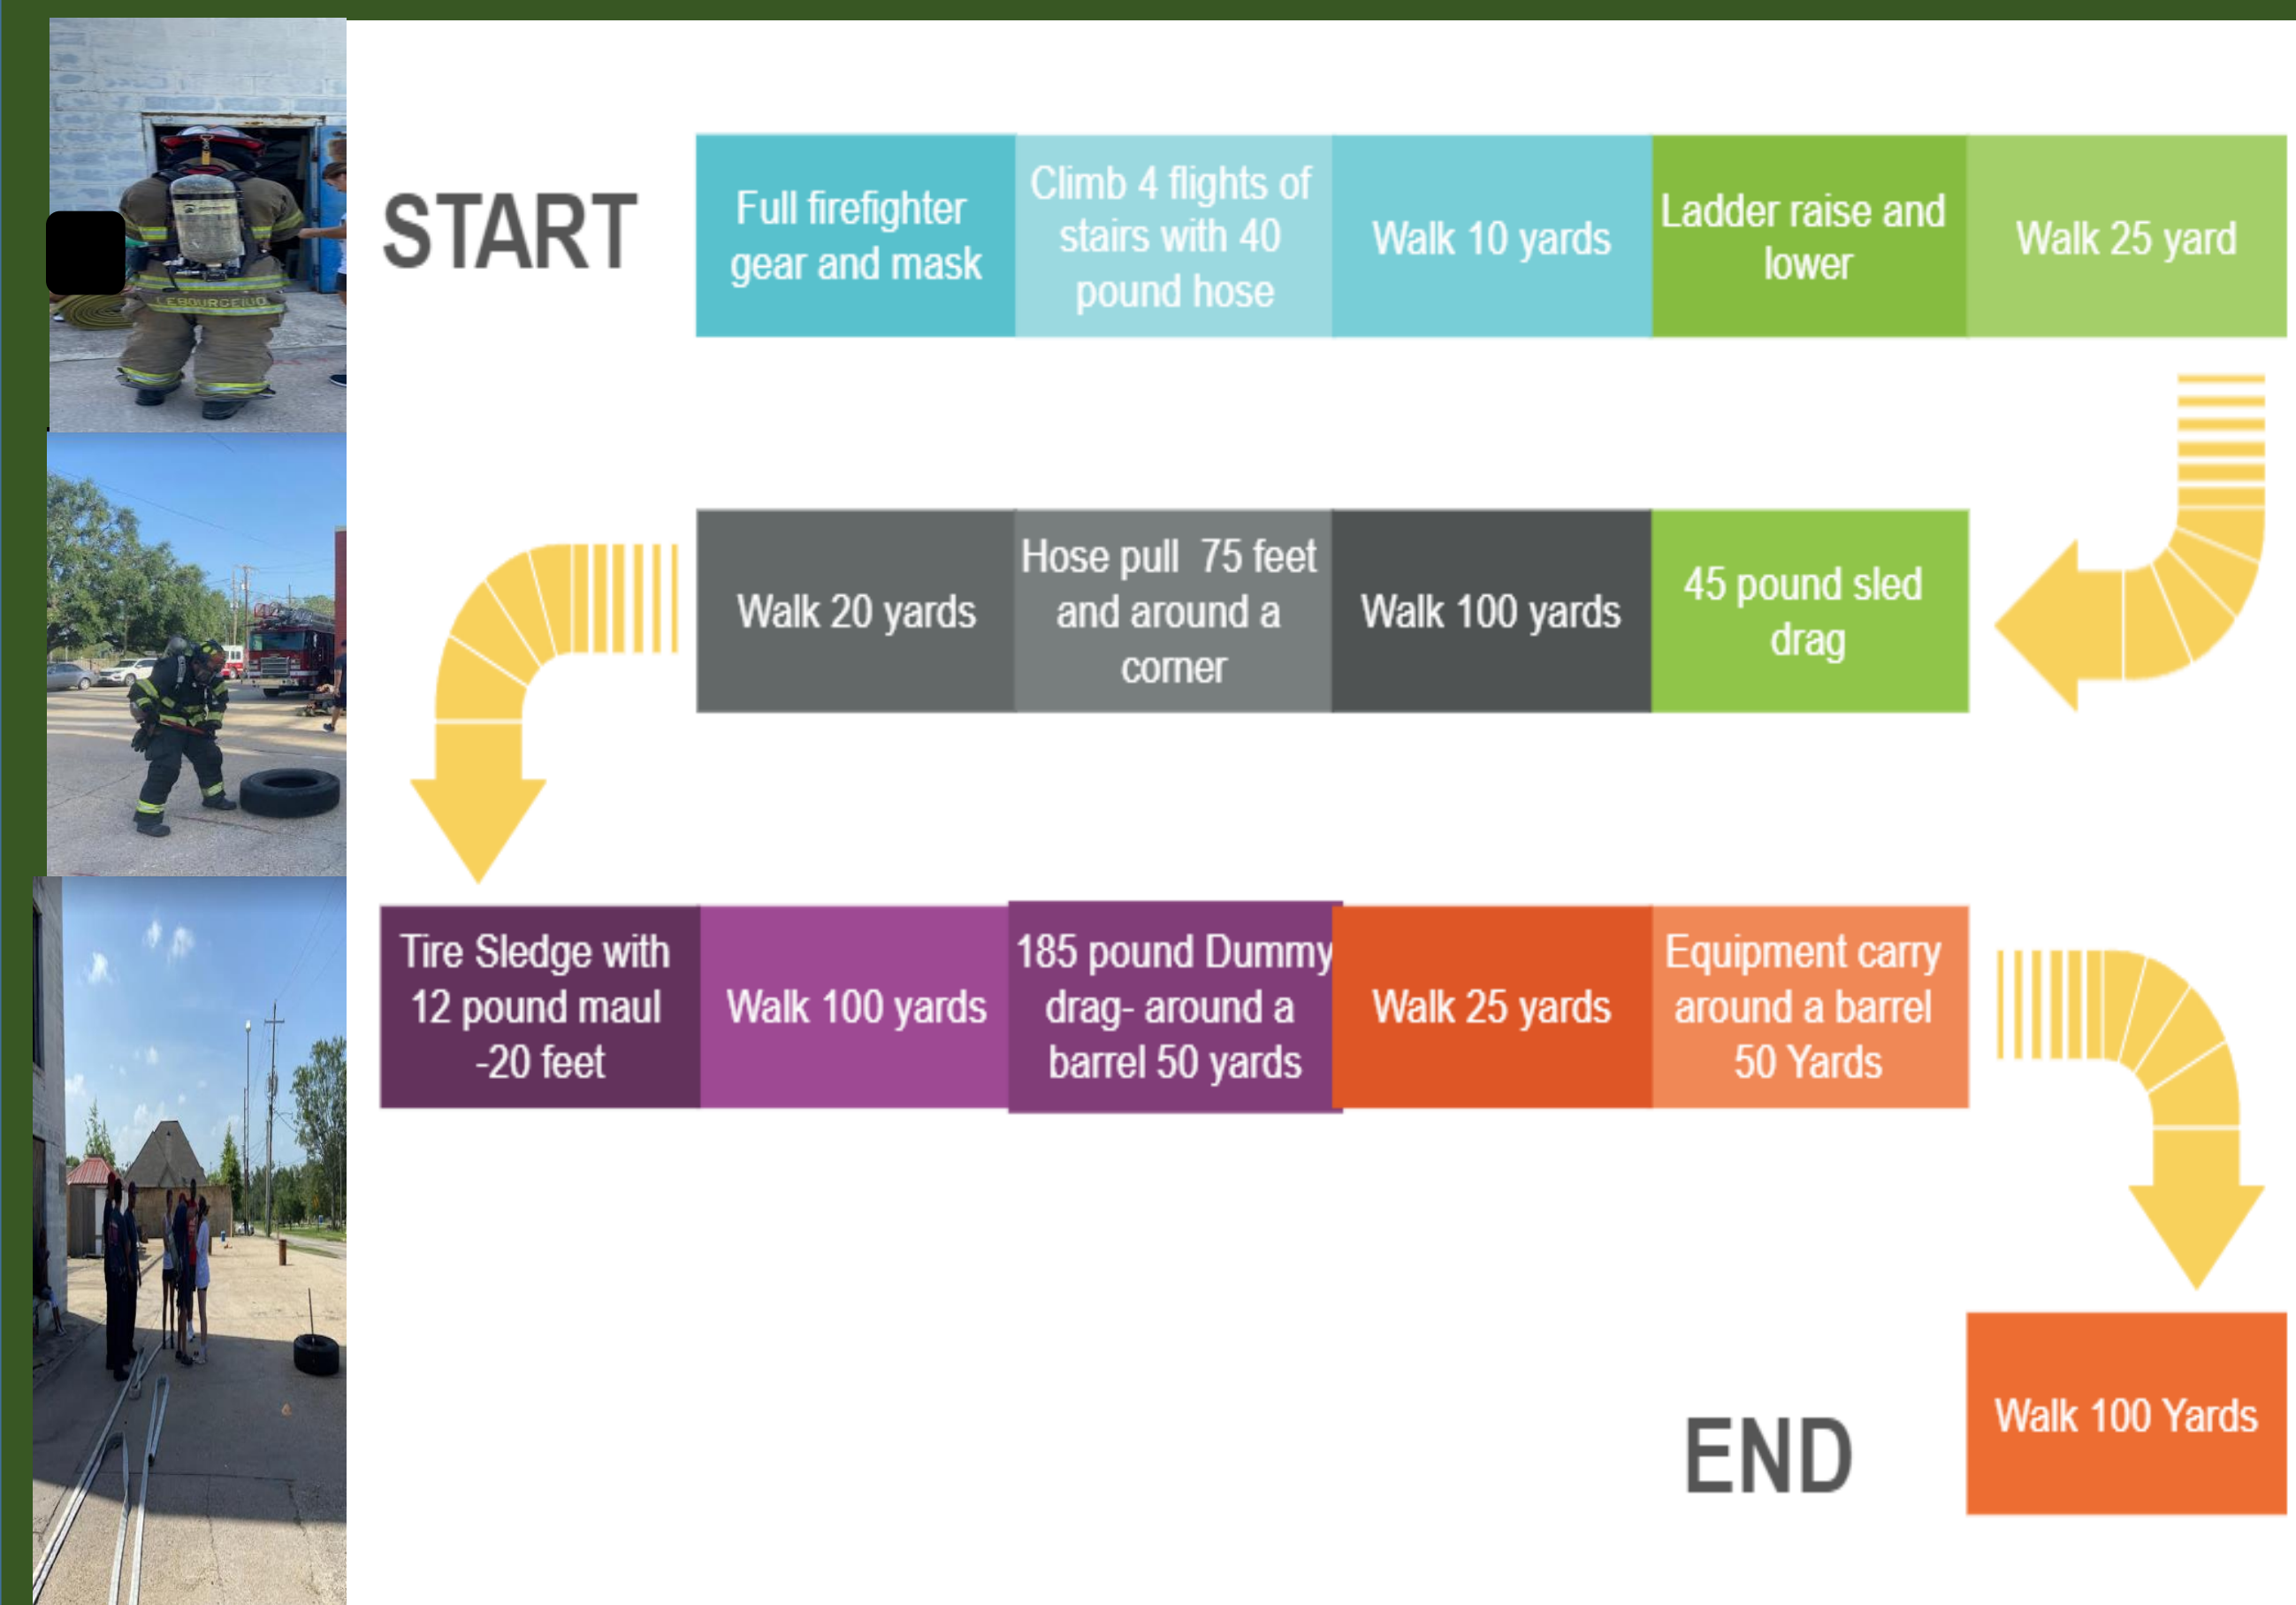 START
Full firefighter
gear and mask
Climb 4 flights of
stairs with 40
pound hose
Walk 10 yards
Ladder raise and
lower
Walk 25 yard
45 pound sled
drag
Walk 100 yards
Hose pull 75 feet
and around a
corner
Walk 20 yards
Tire Sledge with
12 pound maul
-20 feet
Walk 100 yards
185 pound Dummy
drag- around a
barrel 50 yards
Walk 25 yards
Equipment carry
around a barrel
50 Yards
Walk 100 Yards
END